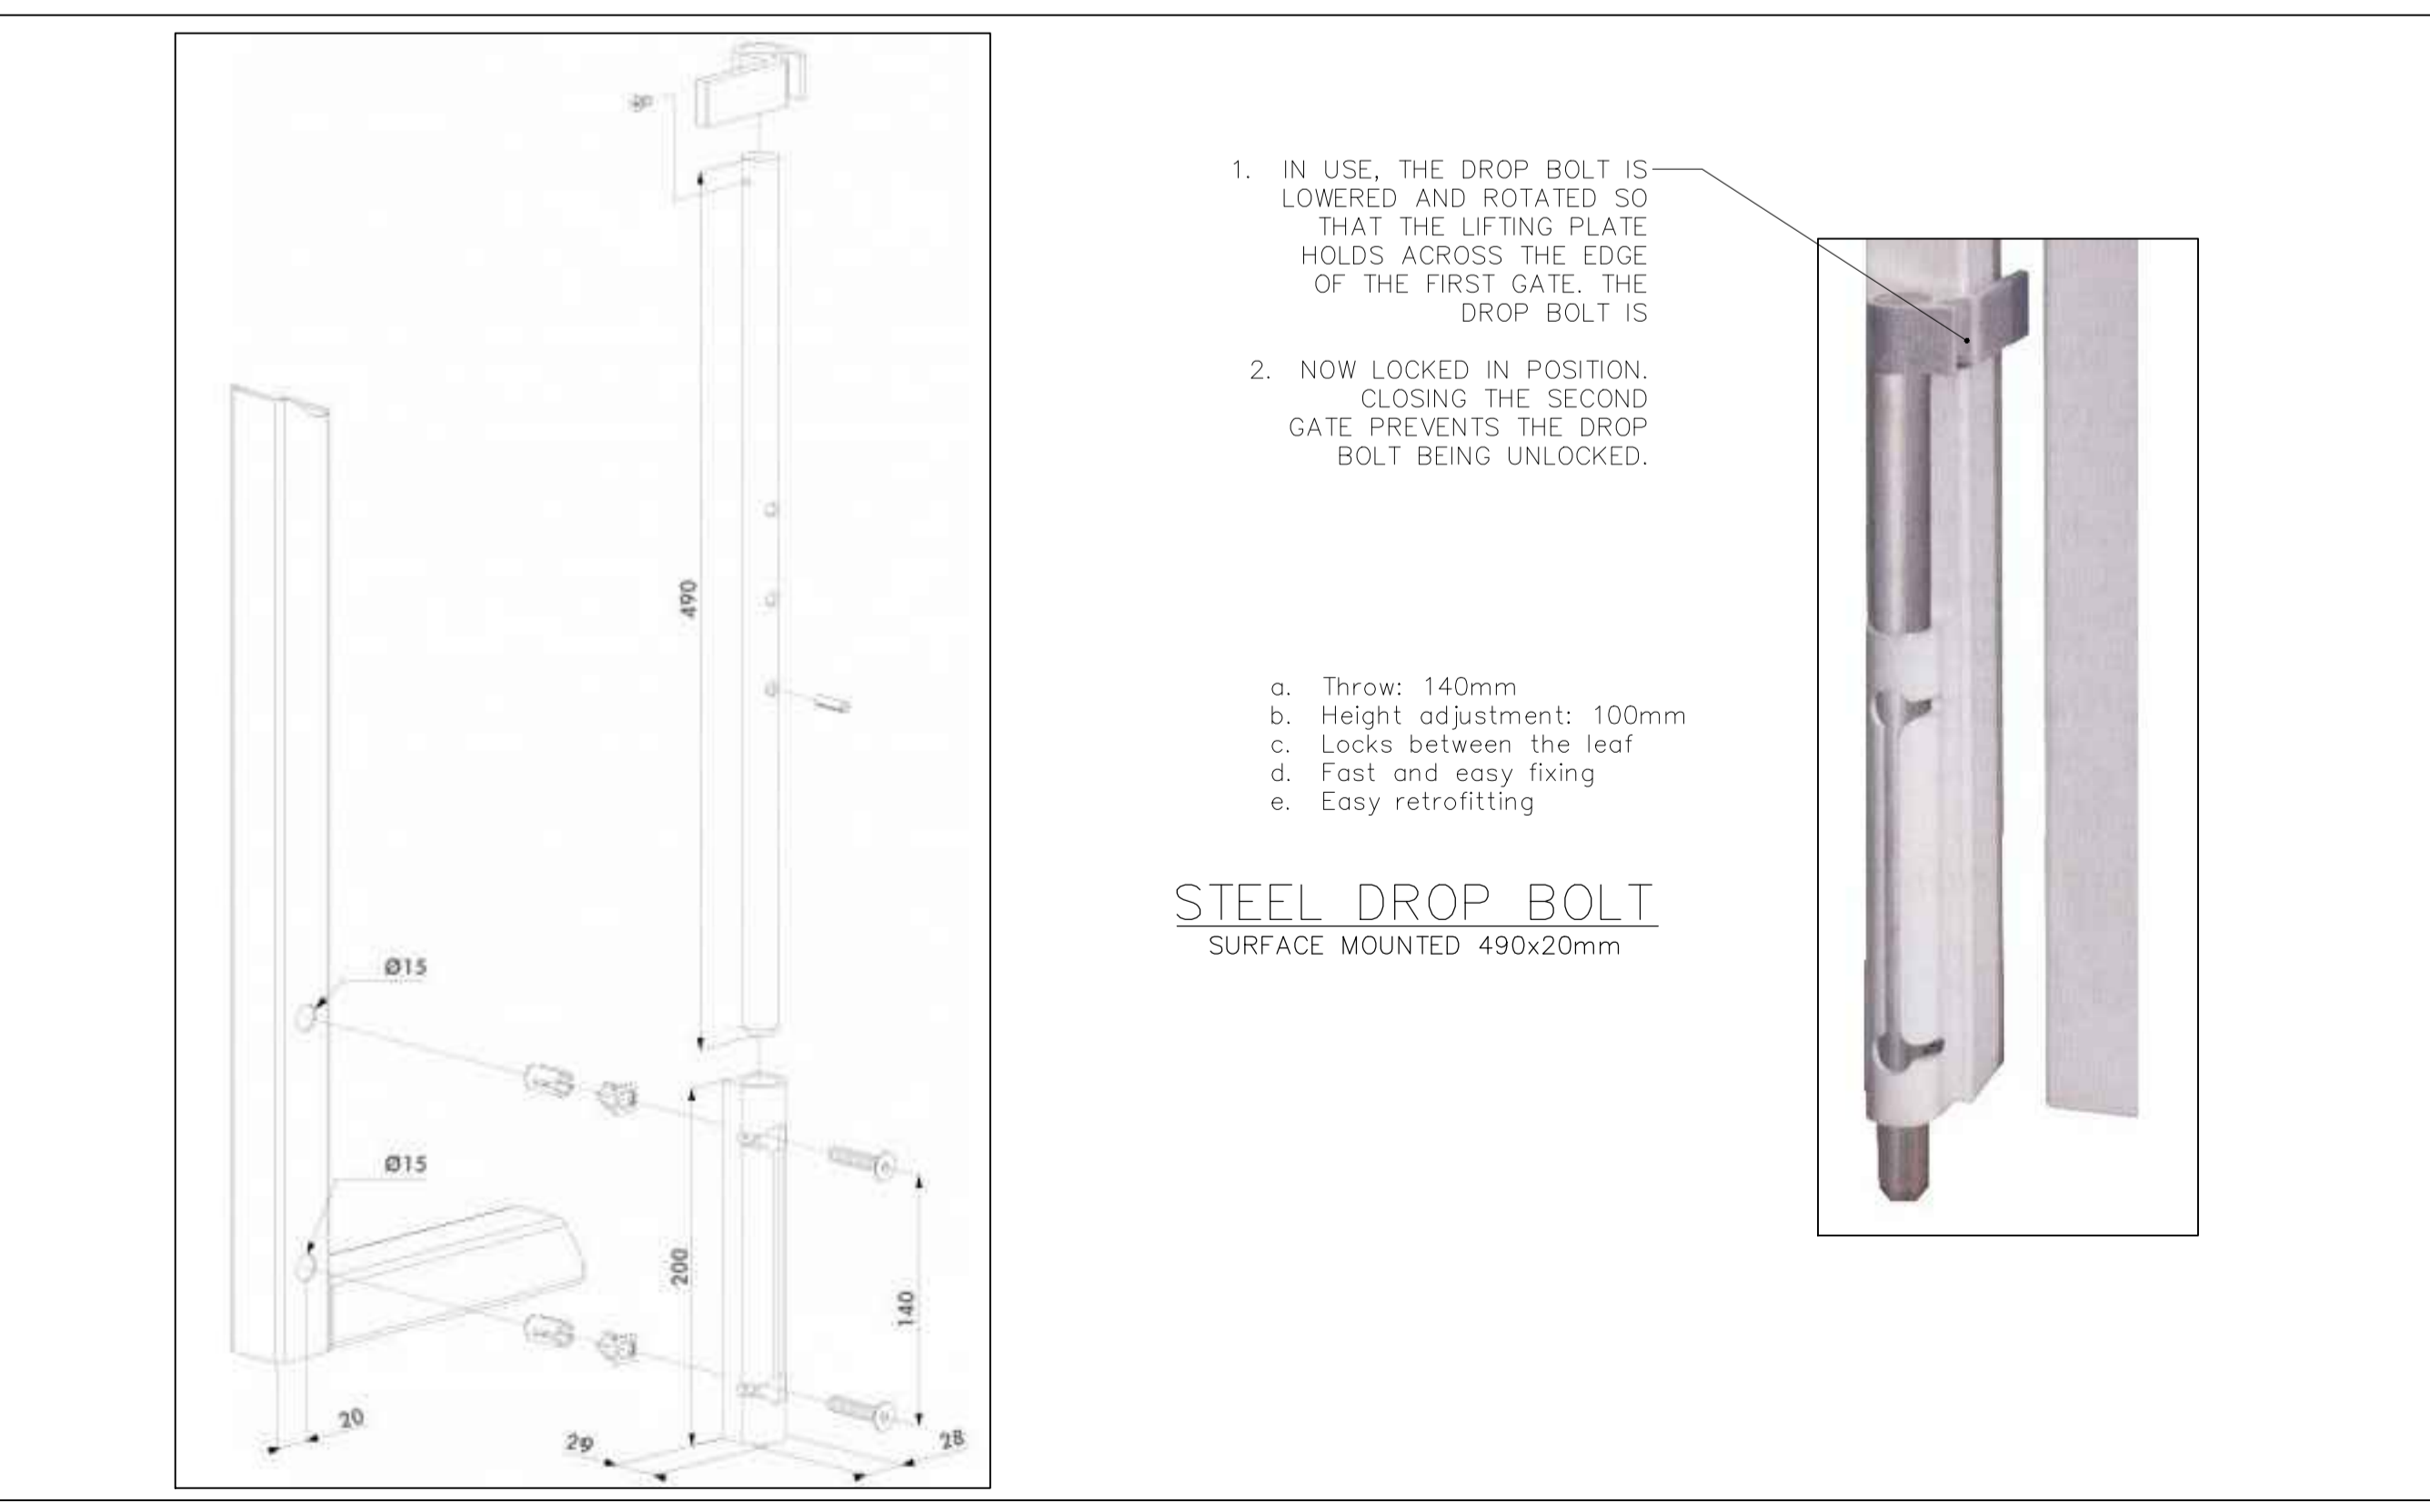 490
Ø15
Ø15
200
140
20
29
28
1. IN USE, THE DROP BOLT IS
LOWERED AND ROTATED SO
THAT THE LIFTING PLATE
HOLDS ACROSS THE EDGE
OF THE FIRST GATE. THE
DROP BOLT IS
2. NOW LOCKED IN POSITION.
CLOSING THE SECOND
GATE PREVENTS THE DROP
BOLT BEING UNLOCKED.
a. Throw: 140mm
b. Height adjustment: 100mm
c. Locks between the leaf
d. Fast and easy fixing
e. Easy retrofitting
STEEL DROP BOLT
SURFACE MOUNTED 490x20mm